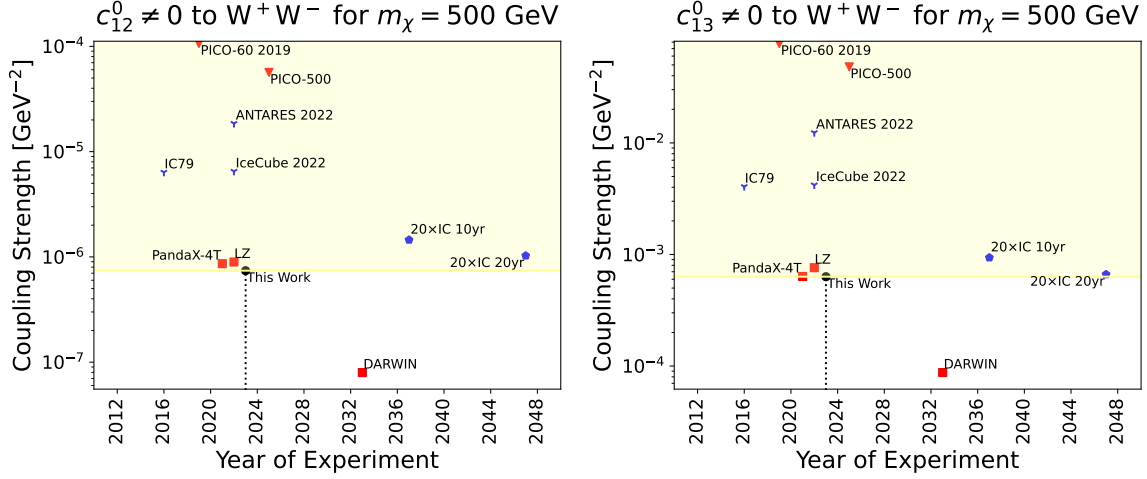 c⁰₁₂ ≠ 0 to W⁺W⁻ for mᵪ = 500 GeV
Coupling Strength [GeV⁻²]
10⁻⁴
10⁻⁵
10⁻⁶
10⁻⁷
PICO-60 2019
PICO-500
ANTARES 2022
IC79
IceCube 2022
20×IC 10yr
PandaX-4T
LZ
20×IC 20yr
This Work
DARWIN
2012
2016
2020
2024
2028
2032
2036
2040
2044
2048
Year of Experiment
c⁰₁₃ ≠ 0 to W⁺W⁻ for mᵪ = 500 GeV
Coupling Strength [GeV⁻²]
10⁻²
10⁻³
10⁻⁴
PICO-60 2019
PICO-500
ANTARES 2022
IC79
IceCube 2022
20×IC 10yr
PandaX-4T
LZ
20×IC 20yr
This Work
DARWIN
2012
2016
2020
2024
2028
2032
2036
2040
2044
2048
Year of Experiment